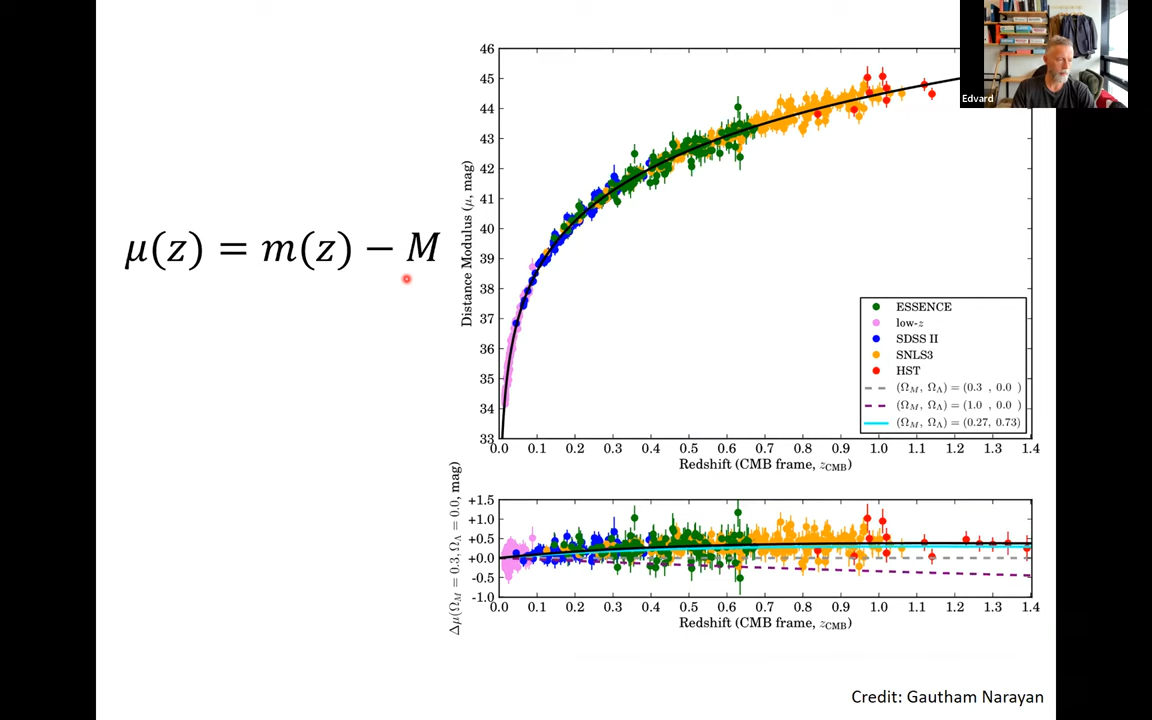 Edvard
μ(z) = m(z) − M
46
45
44
43
42
41
40
39
38
37
36
35
34
33
Distance Modulus (μ, mag)
ESSENCE
low-z
SDSS II
SNLS3
HST
(Ω_M, Ω_Λ) = (0.3 , 0.0 )
(Ω_M, Ω_Λ) = (1.0 , 0.0 )
(Ω_M, Ω_Λ) = (0.27, 0.73)
0.0 0.1 0.2 0.3 0.4 0.5 0.6 0.7 0.8 0.9 1.0 1.1 1.2 1.3 1.4
Redshift (CMB frame, z_CMB)
+1.5
+1.0
+0.5
+0.0
-0.5
-1.0
Δμ(Ω_M = 0.3, Ω_Λ = 0.0, mag)
0.0 0.1 0.2 0.3 0.4 0.5 0.6 0.7 0.8 0.9 1.0 1.1 1.2 1.3 1.4
Redshift (CMB frame, z_CMB)
Credit: Gautham Narayan